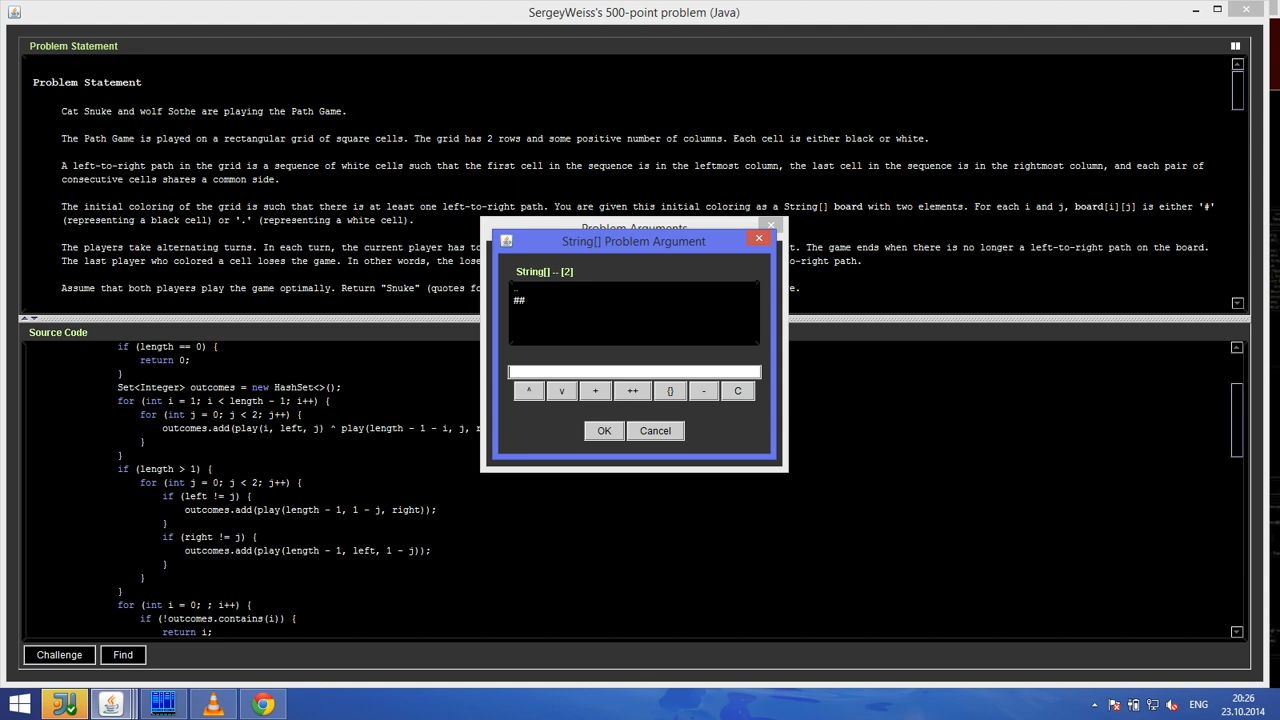 SergeyWeiss's 500-point problem (Java)
Problem Statement
Problem Statement
Cat Snuke and wolf Sothe are playing the Path Game.
The Path Game is played on a rectangular grid of square cells. The grid has 2 rows and some positive number of columns. Each cell is either black or white.
A left-to-right path in the grid is a sequence of white cells such that the first cell in the sequence is in the leftmost column, the last cell in the sequence is in the rightmost column, and each pair of
consecutive cells shares a common side.
The initial coloring of the grid is such that there is at least one left-to-right path. You are given this initial coloring as a String[] board with two elements. For each i and j, board[i][j] is either '#'
(representing a black cell) or '.' (representing a white cell).
The players take alternating turns. In each turn, the current player has to
t. The game ends when there is no longer a left-to-right path on the board.
The last player who colored a cell loses the game. In other words, the lose
o-right path.
Assume that both players play the game optimally. Return "Snuke" (quotes fo
e.
Problem Arguments
String[] Problem Argument
String[] -- [2]
..
##
^ v + ++ {} - C
OK Cancel
Source Code
if (length == 0) {
return 0;
}
Set<Integer> outcomes = new HashSet<>();
for (int i = 1; i < length - 1; i++) {
for (int j = 0; j < 2; j++) {
outcomes.add(play(i, left, j) ^ play(length - 1 - i, j, r
}
}
if (length > 1) {
for (int j = 0; j < 2; j++) {
if (left != j) {
outcomes.add(play(length - 1, 1 - j, right));
}
if (right != j) {
outcomes.add(play(length - 1, left, 1 - j));
}
}
}
for (int i = 0; ; i++) {
if (!outcomes.contains(i)) {
return i;
Challenge Find
ENG
20:26
23.10.2014